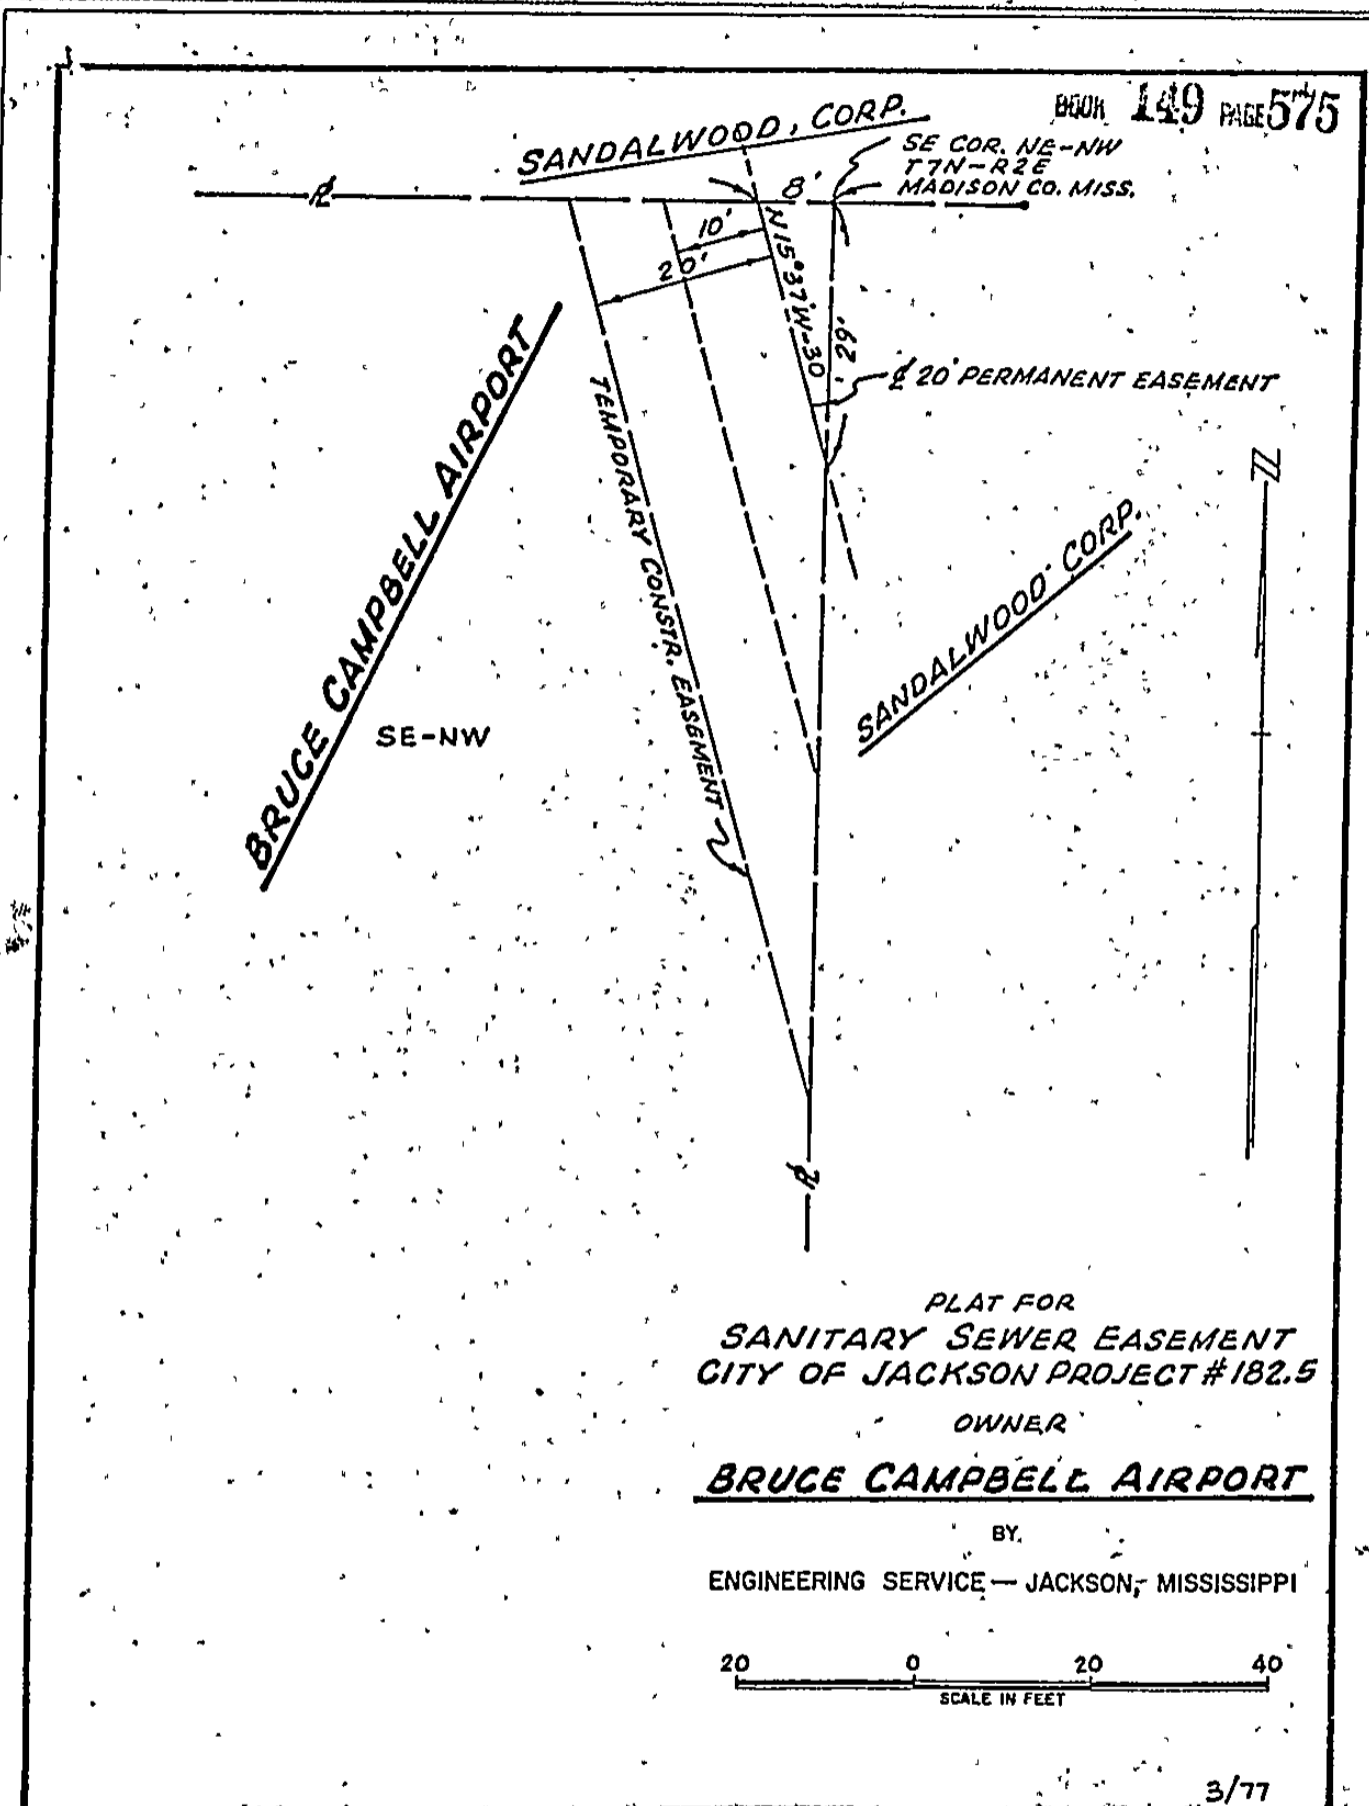 BOOK 149 PAGE 575
SANDALWOOD, CORP.
SE COR. NE-NW
T7N-R2E
MADISON CO. MISS.
8'
10'
20'
N15°37'W-30
29.'
℄ 20' PERMANENT EASEMENT
TEMPORARY CONSTR. EASEMENT
BRUCE CAMPBELL AIRPORT
SE-NW
SANDALWOOD CORP.
PLAT FOR
SANITARY SEWER EASEMENT
CITY OF JACKSON PROJECT #182.5
OWNER
BRUCE CAMPBELL AIRPORT
BY
ENGINEERING SERVICE — JACKSON, MISSISSIPPI
20 0 20 40
SCALE IN FEET
3/77